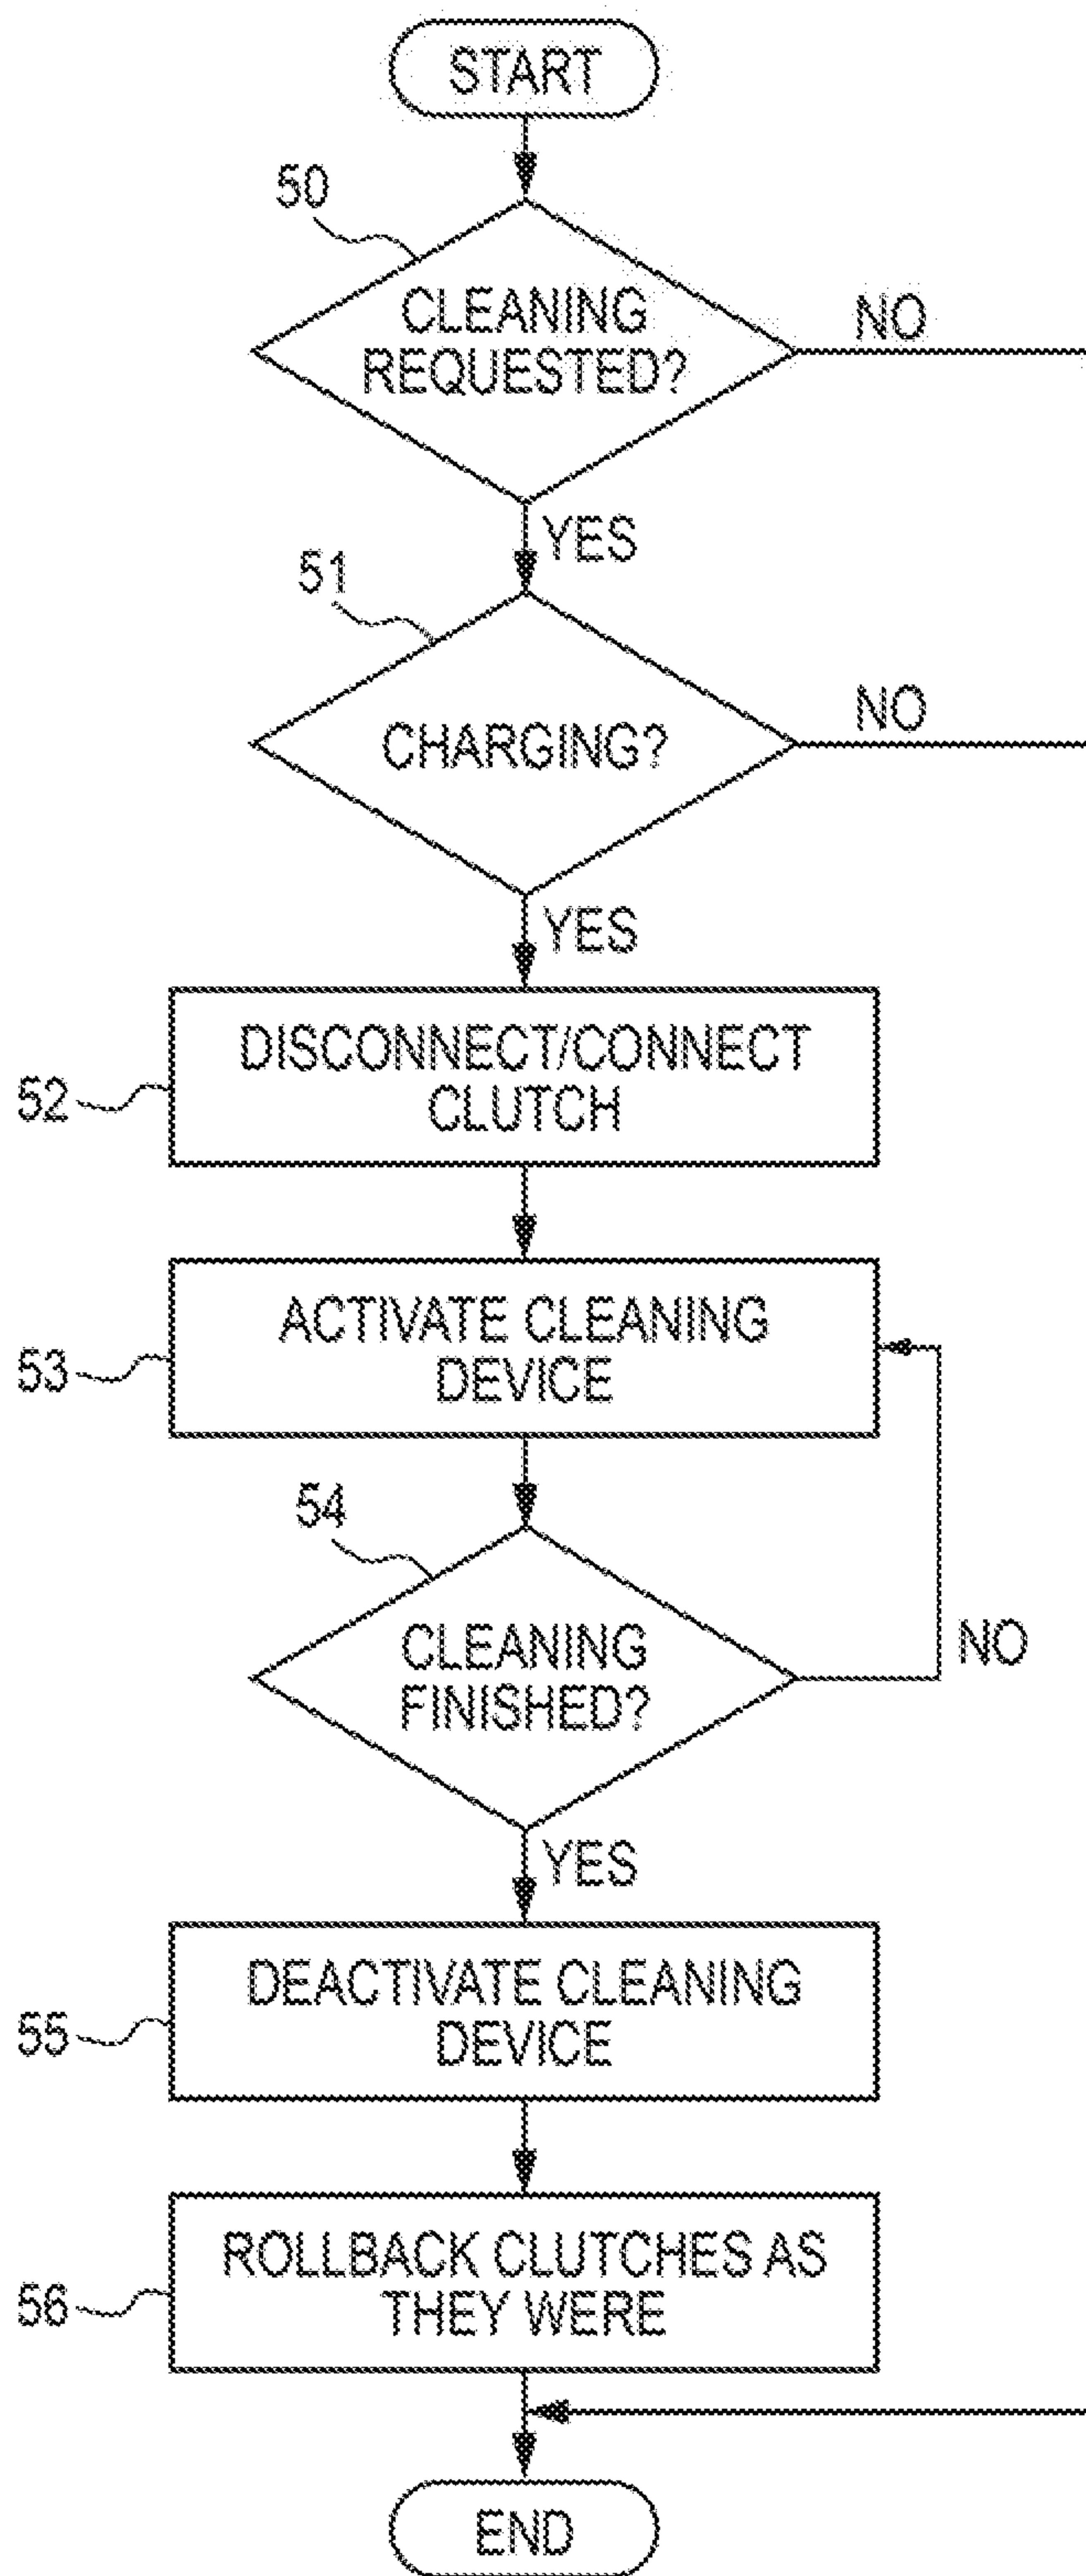 START
50
CLEANING
REQUESTED?
NO
YES
51
CHARGING?
NO
YES
52
DISCONNECT/CONNECT
CLUTCH
53
ACTIVATE CLEANING
DEVICE
54
CLEANING
FINISHED?
NO
YES
55
DEACTIVATE CLEANING
DEVICE
56
ROLLBACK CLUTCHES AS
THEY WERE
END